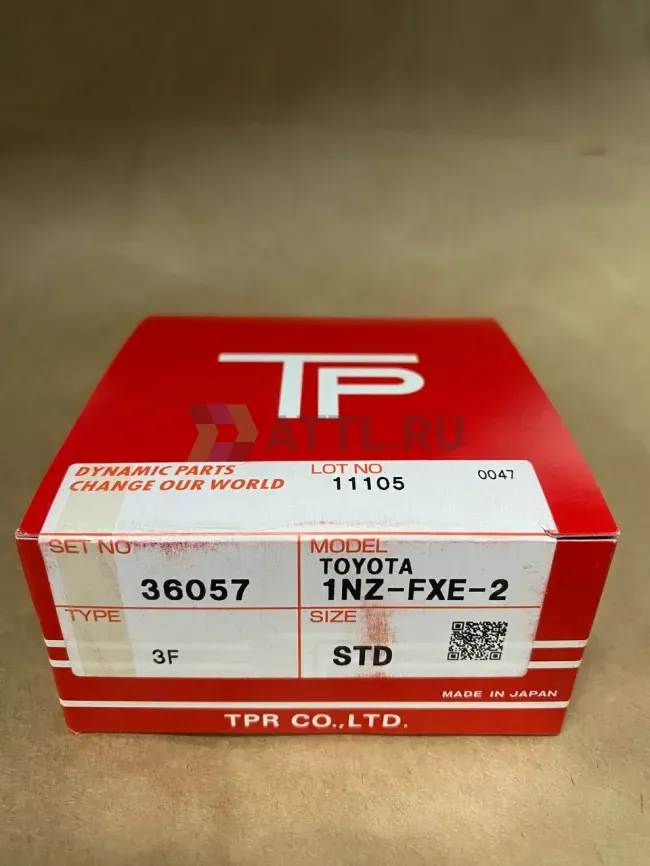 TP
ATTL.RU
DYNAMIC PARTS
CHANGE OUR WORLD
LOT NO
11105
0047
SET NO
36057
MODEL
TOYOTA
1NZ-FXE-2
TYPE
3F
SIZE
STD
MADE IN JAPAN
TPR CO.,LTD.